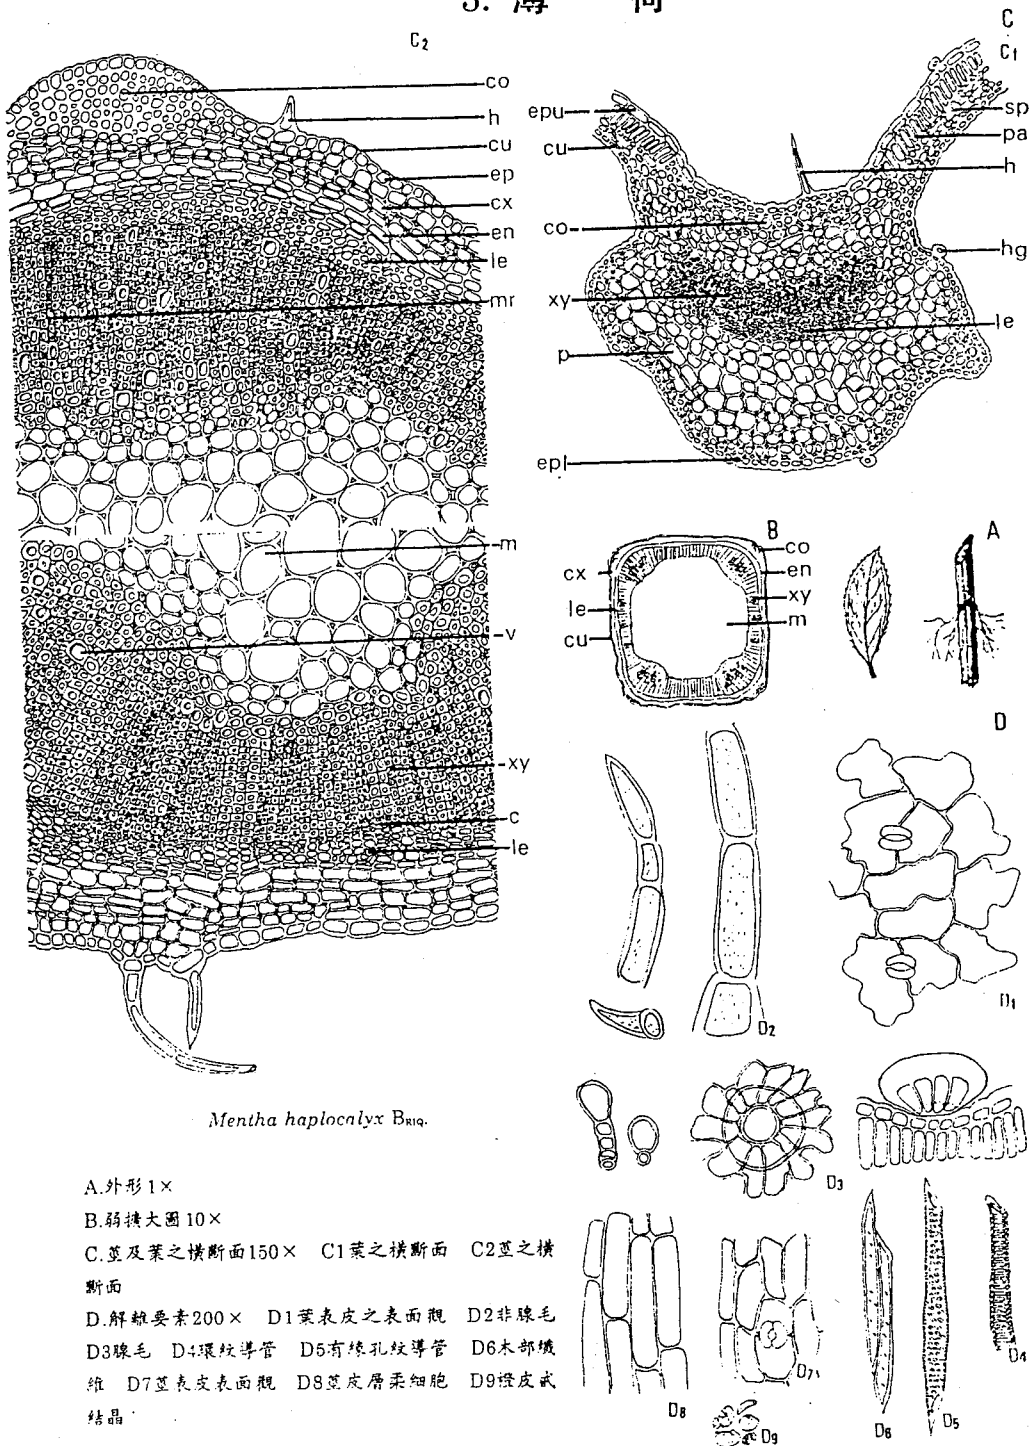 5. 薄 荷
C
C2
C1
co
h
cu
ep
cx
en
le
mr
m
v
xy
c
le
epu
cu
co
xy
p
epl
sp
pa
h
hg
le
B
cx
le
cu
co
en
xy
m
A
D
D2
D1
D3
D8
D7
D9
D6
D5
D4
Mentha haplocalyx BRIQ.
A.外形1×
B.弱擴大圖10×
C.莖及葉之橫斷面150× C1葉之橫斷面 C2莖之橫
斷面
D.解離要素200× D1葉表皮之表面觀 D2非腺毛
D3腺毛 D4環紋導管 D5有緣孔紋導管 D6木部纖
維 D7莖表皮表面觀 D8莖皮層柔細胞 D9橙皮甙
結晶